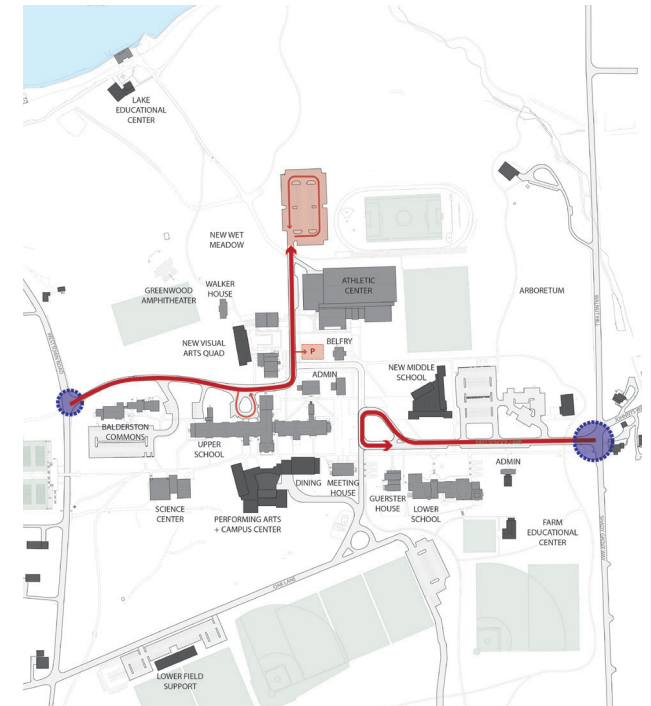 LAKE
EDUCATIONAL
CENTER
NEW WET
MEADOW
GREENWOOD
AMPHITHEATER
WALKER
HOUSE
ATHLETIC
CENTER
ARBORETUM
NEW VISUAL
ARTS QUAD
P
BELFRY
ADMIN
NEW MIDDLE
SCHOOL
BALDERSTON
COMMONS
UPPER
SCHOOL
ADMIN
DINING
MEETING
HOUSE
SCIENCE
CENTER
PERFORMING ARTS
+ CAMPUS CENTER
GUERSTER
HOUSE
LOWER
SCHOOL
FARM
EDUCATIONAL
CENTER
OAK LANE
LOWER FIELD
SUPPORT